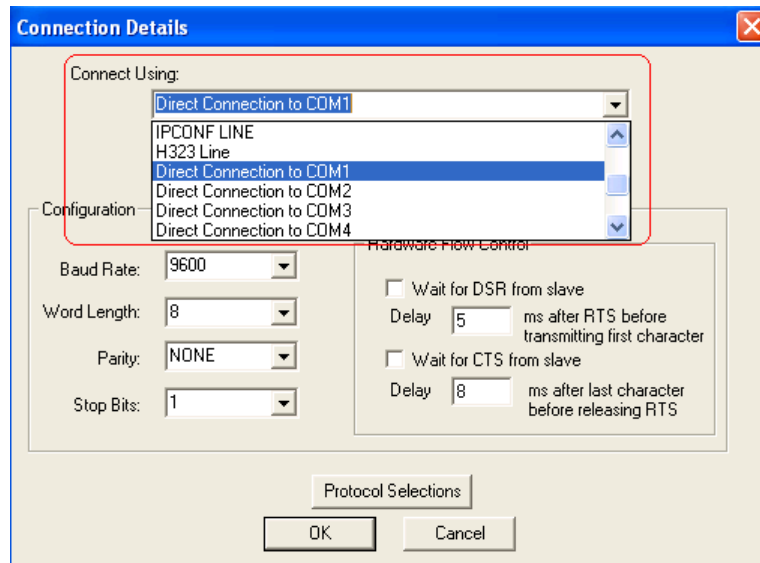 Connection Details
Connect Using:
Direct Connection to COM1
IPCONF LINE
H323 Line
Direct Connection to COM1
Direct Connection to COM2
Direct Connection to COM3
Direct Connection to COM4
Configuration
Baud Rate:
9600
Word Length:
8
Parity:
NONE
Stop Bits:
1
Hardware Flow Control
Wait for DSR from slave
Delay 5 ms after RTS before
transmitting first character
Wait for CTS from slave
Delay 8 ms after last character
before releasing RTS
Protocol Selections
OK
Cancel